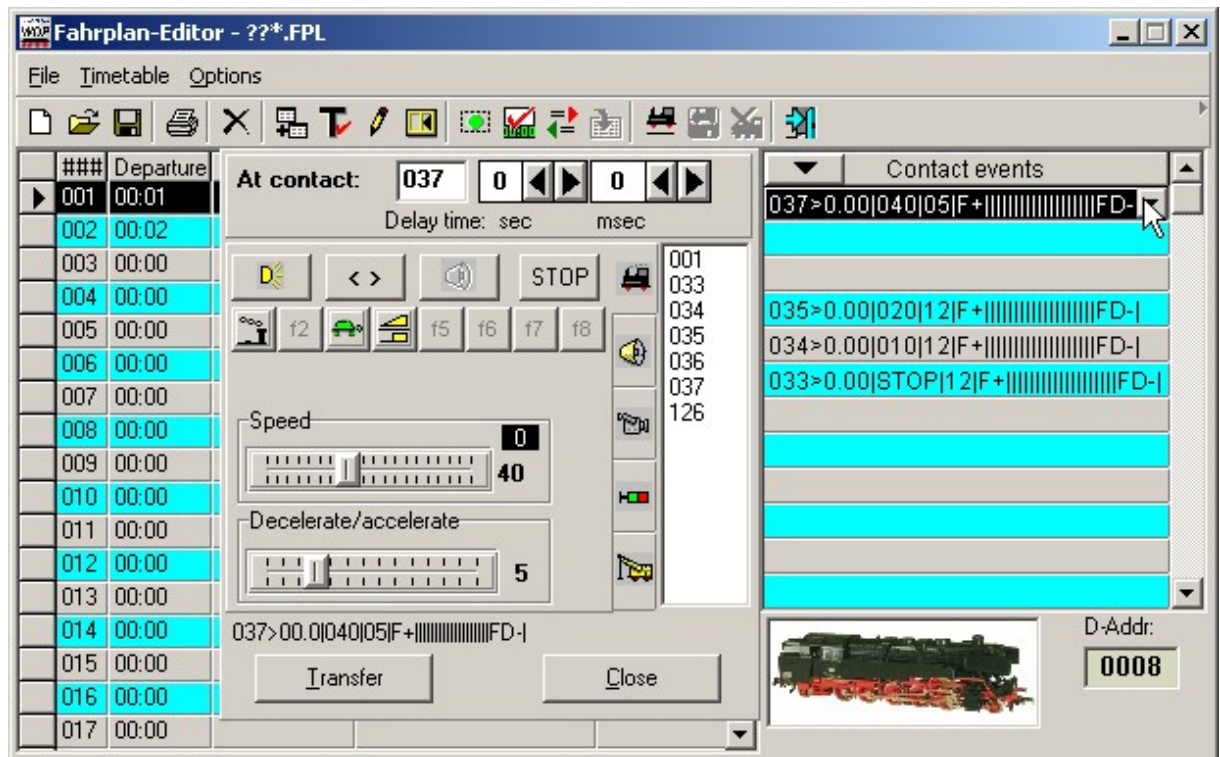 Fahrplan-Editor - ??*.FPL
File Timetable Options
### Departure
001 00:01
002 00:02
003 00:00
004 00:00
005 00:00
006 00:00
007 00:00
008 00:00
009 00:00
010 00:00
011 00:00
012 00:00
013 00:00
014 00:00
015 00:00
016 00:00
017 00:00
At contact: 037 0 0
Delay time: sec msec
< > STOP
f2 f5 f6 f7 f8
Speed
0
40
Decelerate/accelerate
5
001
033
034
035
036
037
126
037>00.0|040|05|F+||||||||||||||||||FD-|
Transfer Close
Contact events
037>0.00|040|05|F+||||||||||||||||||FD-
035>0.00|020|12|F+||||||||||||||||||FD-|
034>0.00|010|12|F+||||||||||||||||||FD-|
033>0.00|STOP|12|F+||||||||||||||||||FD-|
D-Addr:
0008